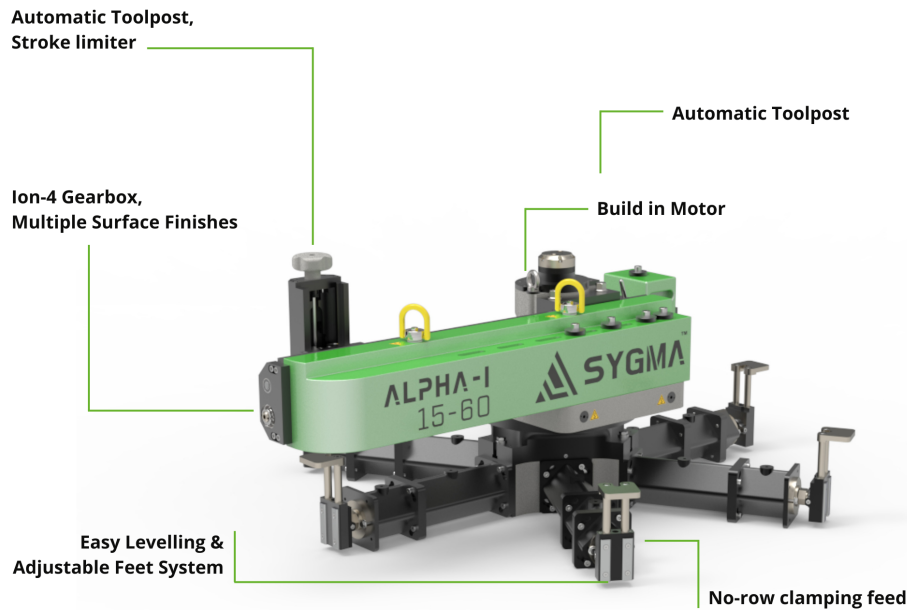 Automatic Toolpost,
Stroke limiter
Automatic Toolpost
Ion-4 Gearbox,
Multiple Surface Finishes
Build in Motor
SYGMA™
ALPHA-I
15-60
Easy Levelling &
Adjustable Feet System
No-row clamping feed